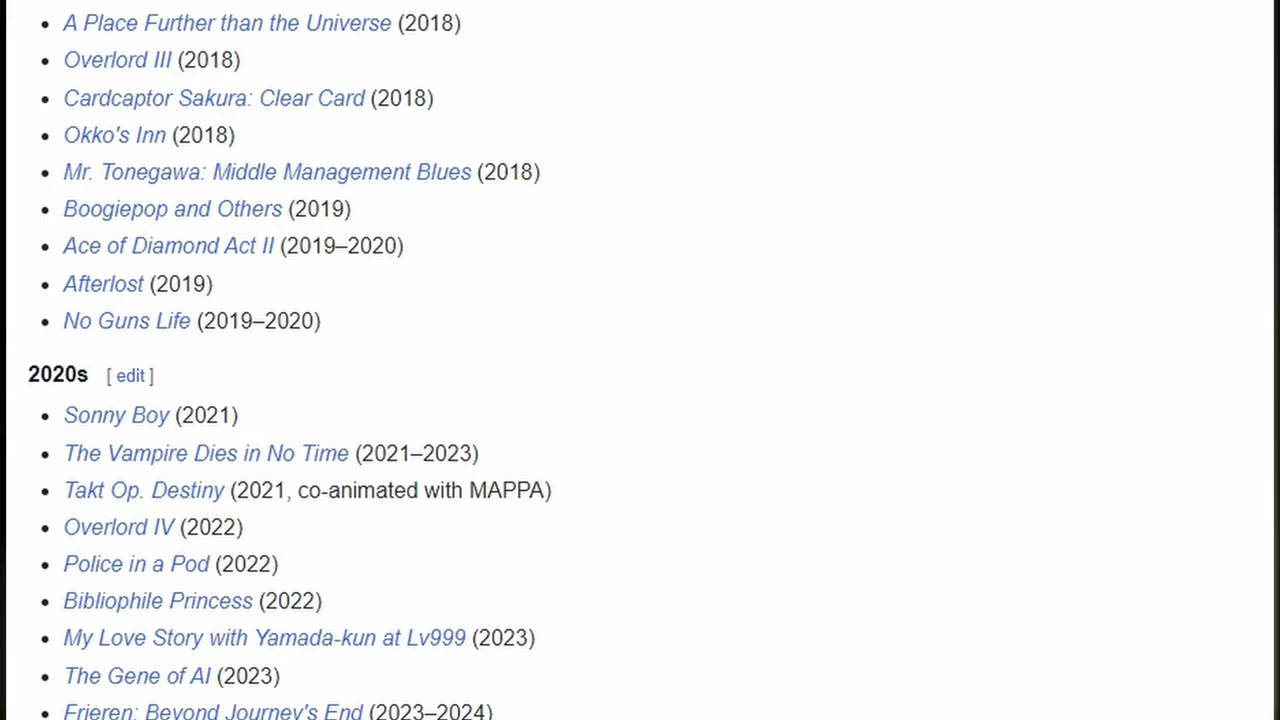 A Place Further than the Universe (2018)
Overlord III (2018)
Cardcaptor Sakura: Clear Card (2018)
Okko's Inn (2018)
Mr. Tonegawa: Middle Management Blues (2018)
Boogiepop and Others (2019)
Ace of Diamond Act II (2019–2020)
Afterlost (2019)
No Guns Life (2019–2020)
2020s [ edit ]
Sonny Boy (2021)
The Vampire Dies in No Time (2021–2023)
Takt Op. Destiny (2021, co-animated with MAPPA)
Overlord IV (2022)
Police in a Pod (2022)
Bibliophile Princess (2022)
My Love Story with Yamada-kun at Lv999 (2023)
The Gene of AI (2023)
Frieren: Beyond Journey's End (2023–2024)